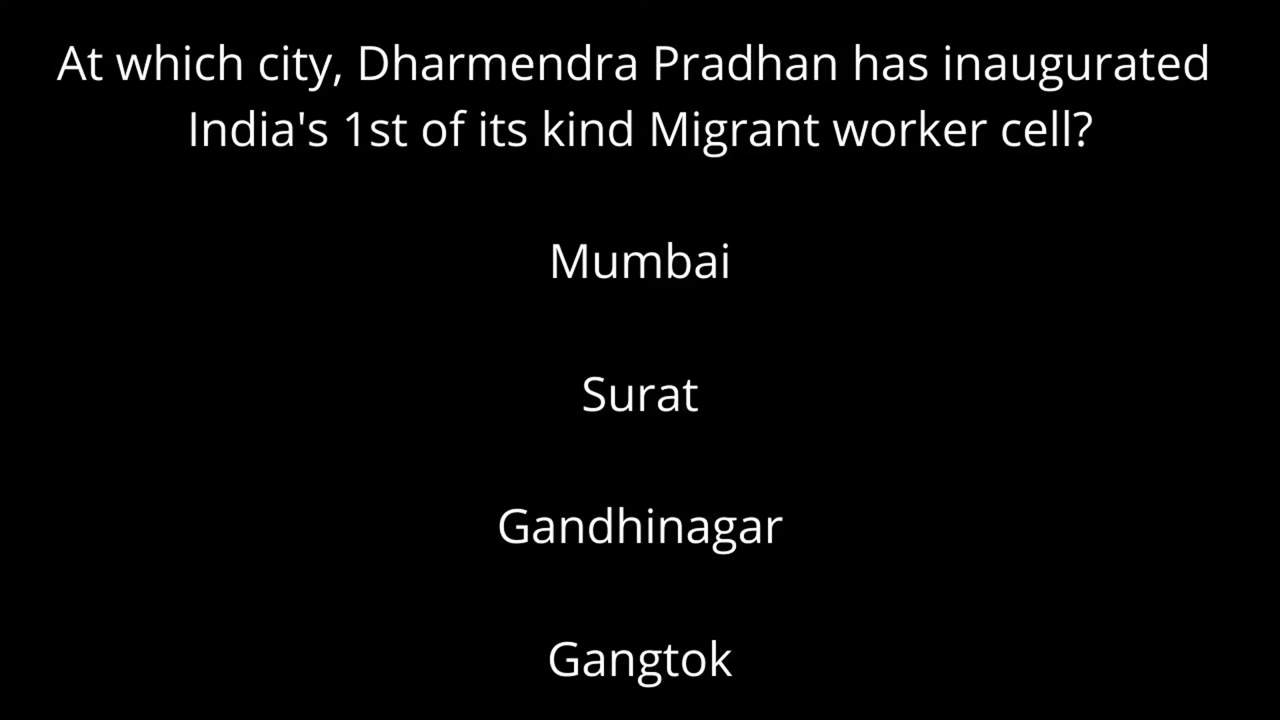 At which city, Dharmendra Pradhan has inaugurated
India's 1st of its kind Migrant worker cell?
Mumbai
Surat
Gandhinagar
Gangtok